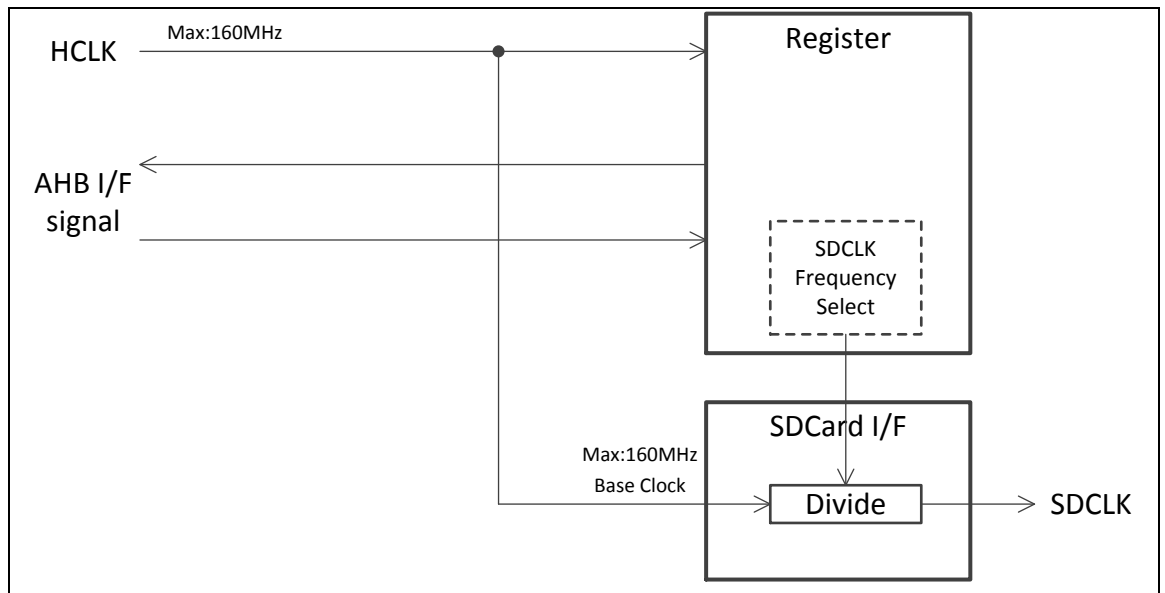 HCLK
Max:160MHz
Register
AHB I/F
signal
SDCLK
Frequency
Select
SDCard I/F
Max:160MHz
Base Clock
Divide
SDCLK